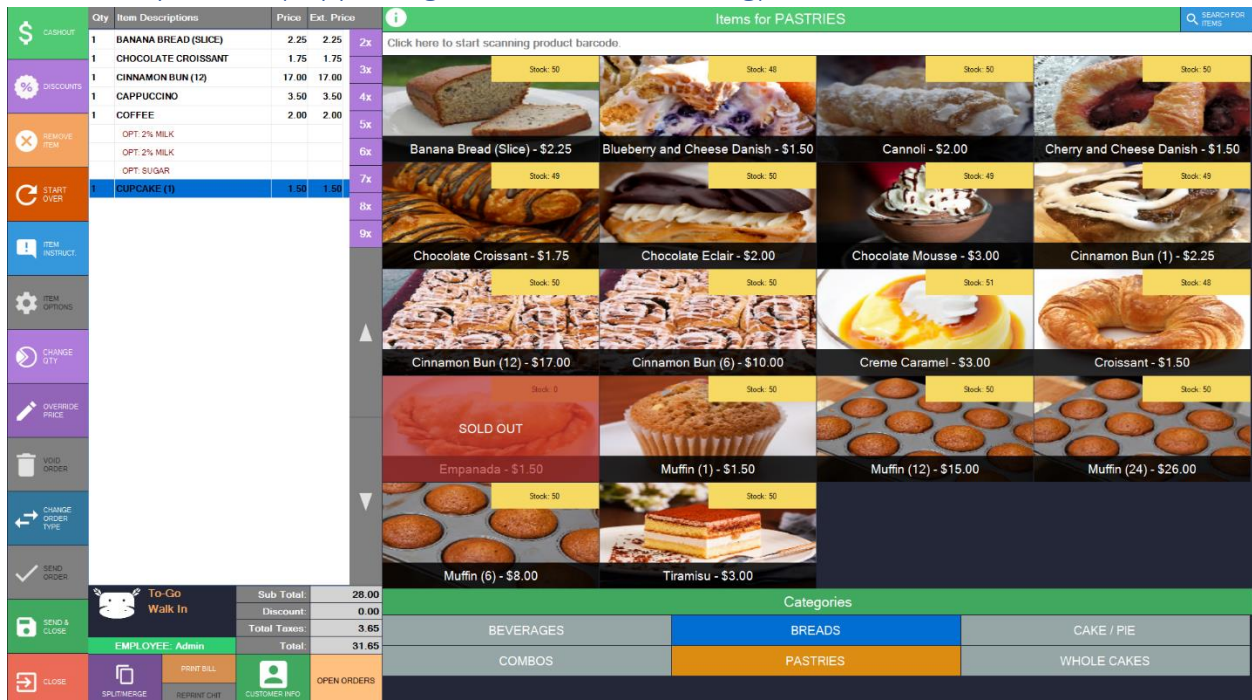 $ CASHOUT
% DISCOUNTS
REMOVE
ITEM
START
OVER
ITEM
INSTRUCT.
ITEM
OPTIONS
CHANGE
QTY
OVERRIDE
PRICE
VOID
ORDER
CHANGE
ORDER
TYPE
SEND
ORDER
SEND &
CLOSE
CLOSE
Qty Item Descriptions Price Ext. Price
1 BANANA BREAD (SLICE) 2.25 2.25
1 CHOCOLATE CROISSANT 1.75 1.75
1 CINNAMON BUN (12) 17.00 17.00
1 CAPPUCCINO 3.50 3.50
1 COFFEE 2.00 2.00
OPT: 2% MILK
OPT: 2% MILK
OPT: SUGAR
1 CUPCAKE (1) 1.50 1.50
2x
3x
4x
5x
6x
7x
8x
9x
To-Go
Walk In
EMPLOYEE: Admin
Sub Total: 28.00
Discount: 0.00
Total Taxes: 3.65
Total: 31.65
SPLIT/MERGE
PRINT BILL
REPRINT CHIT
CUSTOMER INFO
OPEN ORDERS
i Items for PASTRIES
SEARCH FOR
ITEMS
Click here to start scanning product barcode.
Stock: 50 Stock: 48 Stock: 50 Stock: 50
Banana Bread (Slice) - $2.25 Blueberry and Cheese Danish - $1.50 Cannoli - $2.00 Cherry and Cheese Danish - $1.50
Stock: 49 Stock: 50 Stock: 49 Stock: 49
Chocolate Croissant - $1.75 Chocolate Eclair - $2.00 Chocolate Mousse - $3.00 Cinnamon Bun (1) - $2.25
Stock: 50 Stock: 50 Stock: 51 Stock: 48
Cinnamon Bun (12) - $17.00 Cinnamon Bun (6) - $10.00 Creme Caramel - $3.00 Croissant - $1.50
Stock: 0 Stock: 50 Stock: 50 Stock: 50
SOLD OUT
Empanada - $1.50 Muffin (1) - $1.50 Muffin (12) - $15.00 Muffin (24) - $26.00
Stock: 50 Stock: 50
Muffin (6) - $8.00 Tiramisu - $3.00
Categories
BEVERAGES BREADS CAKE / PIE
COMBOS PASTRIES WHOLE CAKES